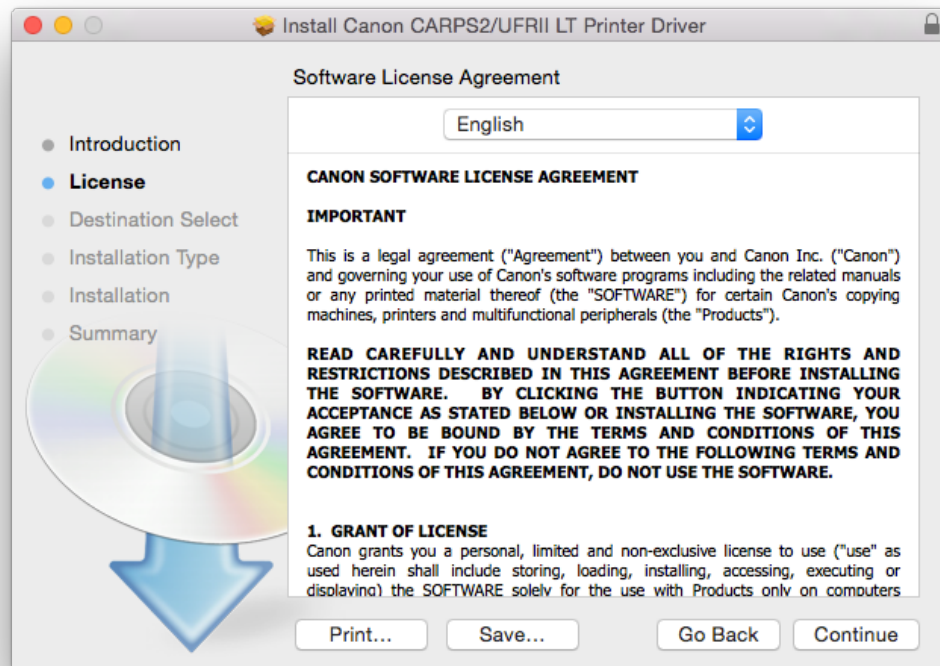 Install Canon CARPS2/UFRII LT Printer Driver
Software License Agreement
Introduction
License
Destination Select
Installation Type
Installation
Summary
English
CANON SOFTWARE LICENSE AGREEMENT
IMPORTANT
This is a legal agreement ("Agreement") between you and Canon Inc. ("Canon")
and governing your use of Canon's software programs including the related manuals
or any printed material thereof (the "SOFTWARE") for certain Canon's copying
machines, printers and multifunctional peripherals (the "Products").
READ CAREFULLY AND UNDERSTAND ALL OF THE RIGHTS AND
RESTRICTIONS DESCRIBED IN THIS AGREEMENT BEFORE INSTALLING
THE SOFTWARE. BY CLICKING THE BUTTON INDICATING YOUR
ACCEPTANCE AS STATED BELOW OR INSTALLING THE SOFTWARE, YOU
AGREE TO BE BOUND BY THE TERMS AND CONDITIONS OF THIS
AGREEMENT. IF YOU DO NOT AGREE TO THE FOLLOWING TERMS AND
CONDITIONS OF THIS AGREEMENT, DO NOT USE THE SOFTWARE.
1. GRANT OF LICENSE
Canon grants you a personal, limited and non-exclusive license to use ("use" as
used herein shall include storing, loading, installing, accessing, executing or
displaying) the SOFTWARE solely for the use with Products only on computers
Print...
Save...
Go Back
Continue